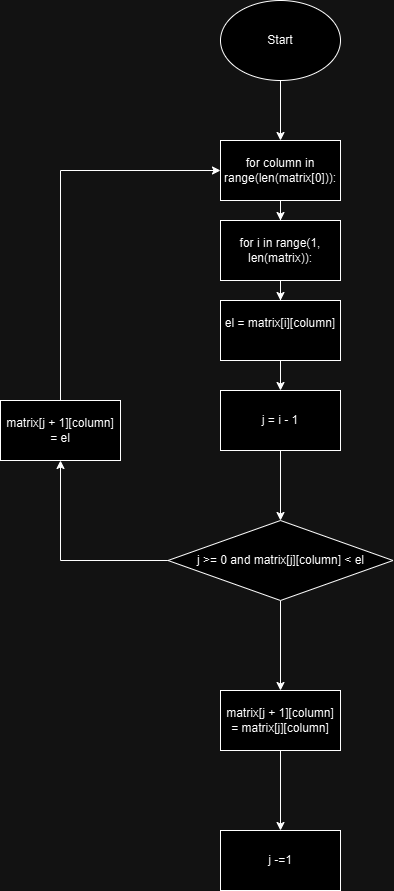 Start
for column in
range(len(matrix[0])):
for i in range(1,
len(matrix)):
el = matrix[i][column]
j = i - 1
matrix[j + 1][column]
= el
j >= 0 and matrix[j][column] < el
matrix[j + 1][column]
= matrix[j][column]
j -=1